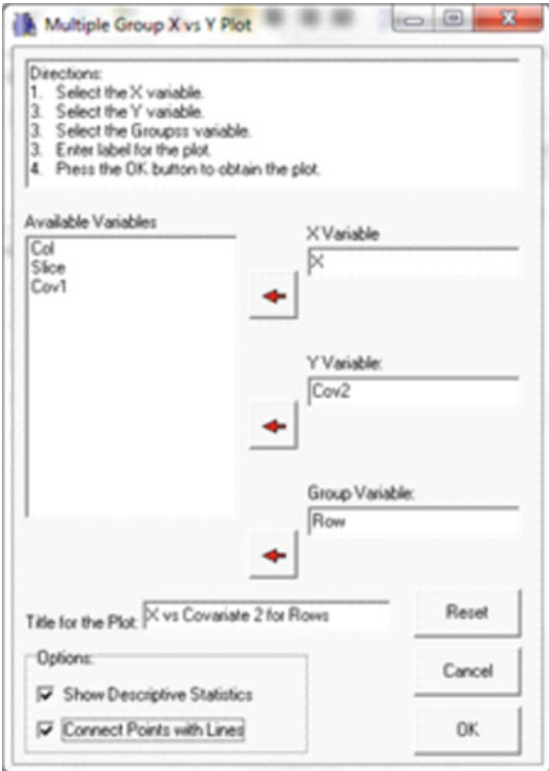 Multiple Group X vs Y Plot
Directions:
1. Select the X variable.
3. Select the Y variable.
3. Select the Groupss variable.
3. Enter label for the plot.
4. Press the OK button to obtain the plot.
Available Variables
Col
Slice
Cov1
X Variable
X
Y Variable:
Cov2
Group Variable:
Row
Title for the Plot: X vs Covariate 2 for Rows
Reset
Options:
Show Descriptive Statistics
Connect Points with Lines
Cancel
OK